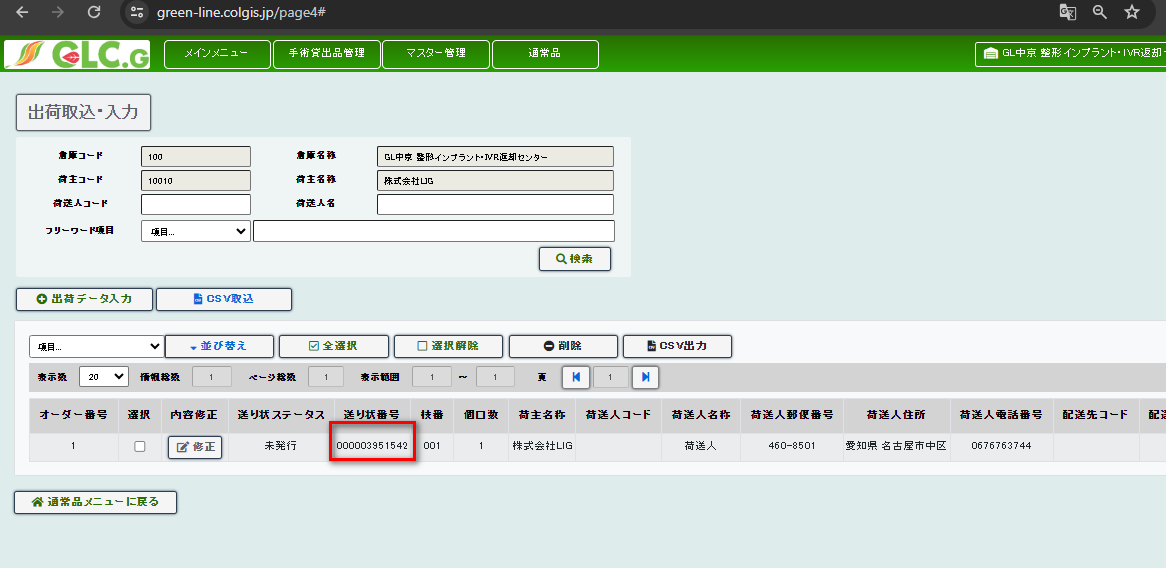 green-line.colgis.jp/page4#
GLC.G
メインメニュー 手術貸出品管理 マスター管理 通常品 GL中京 整形インプラント・IVR返却
出荷取込・入力
倉庫コード 100 倉庫名称 GL中京 整形インプラント・IVR返却センター
荷主コード 10010 荷主名称 株式会社LIG
荷送人コード 荷送人名
フリーワード項目 項目...
検索
出荷データ入力 CSV取込
項目... 並び替え 全選択 選択解除 削除 CSV出力
表示数 20 情報総数 1 ページ総数 1 表示範囲 1 ～ 1 頁 1
オーダー番号 選択 内容修正 送り状ステータス 送り状番号 枝番 個口数 荷主名称 荷送人コード 荷送人名称 荷送人郵便番号 荷送人住所 荷送人電話番号 配送先コード 配送
1 修正 未発行 000003951542 001 1 株式会社LIG 荷送人 460-8501 愛知県 名古屋市中区 0676763744
通常品メニューに戻る